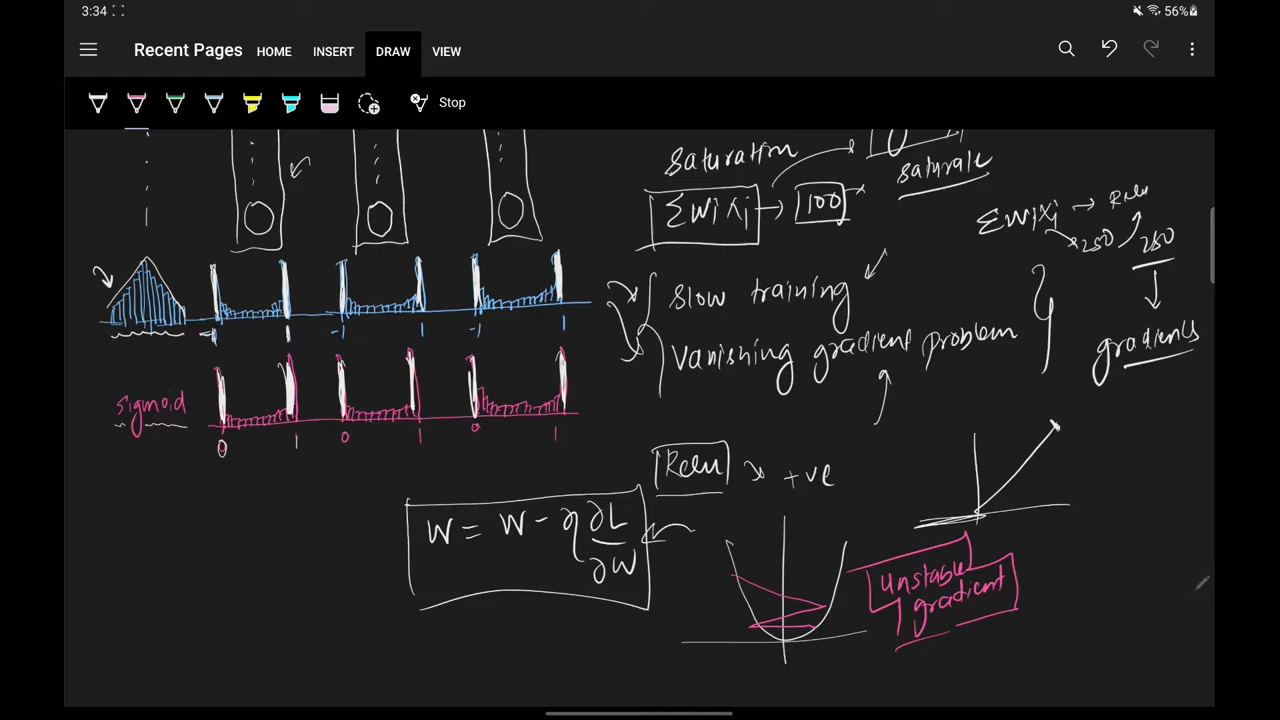 3:34
56%
Recent Pages HOME INSERT DRAW VIEW
Stop
Saturation
saturate
ΣWiXi → 100
ΣWiXi → Relu
250
250
gradients
slow training
Vanishing gradient problem
-1 1 -1 1 -1 1
sigmoid
0 1 0 1 0 1
Relu +ve
W = W - η ∂L/∂W
Unstable
gradient